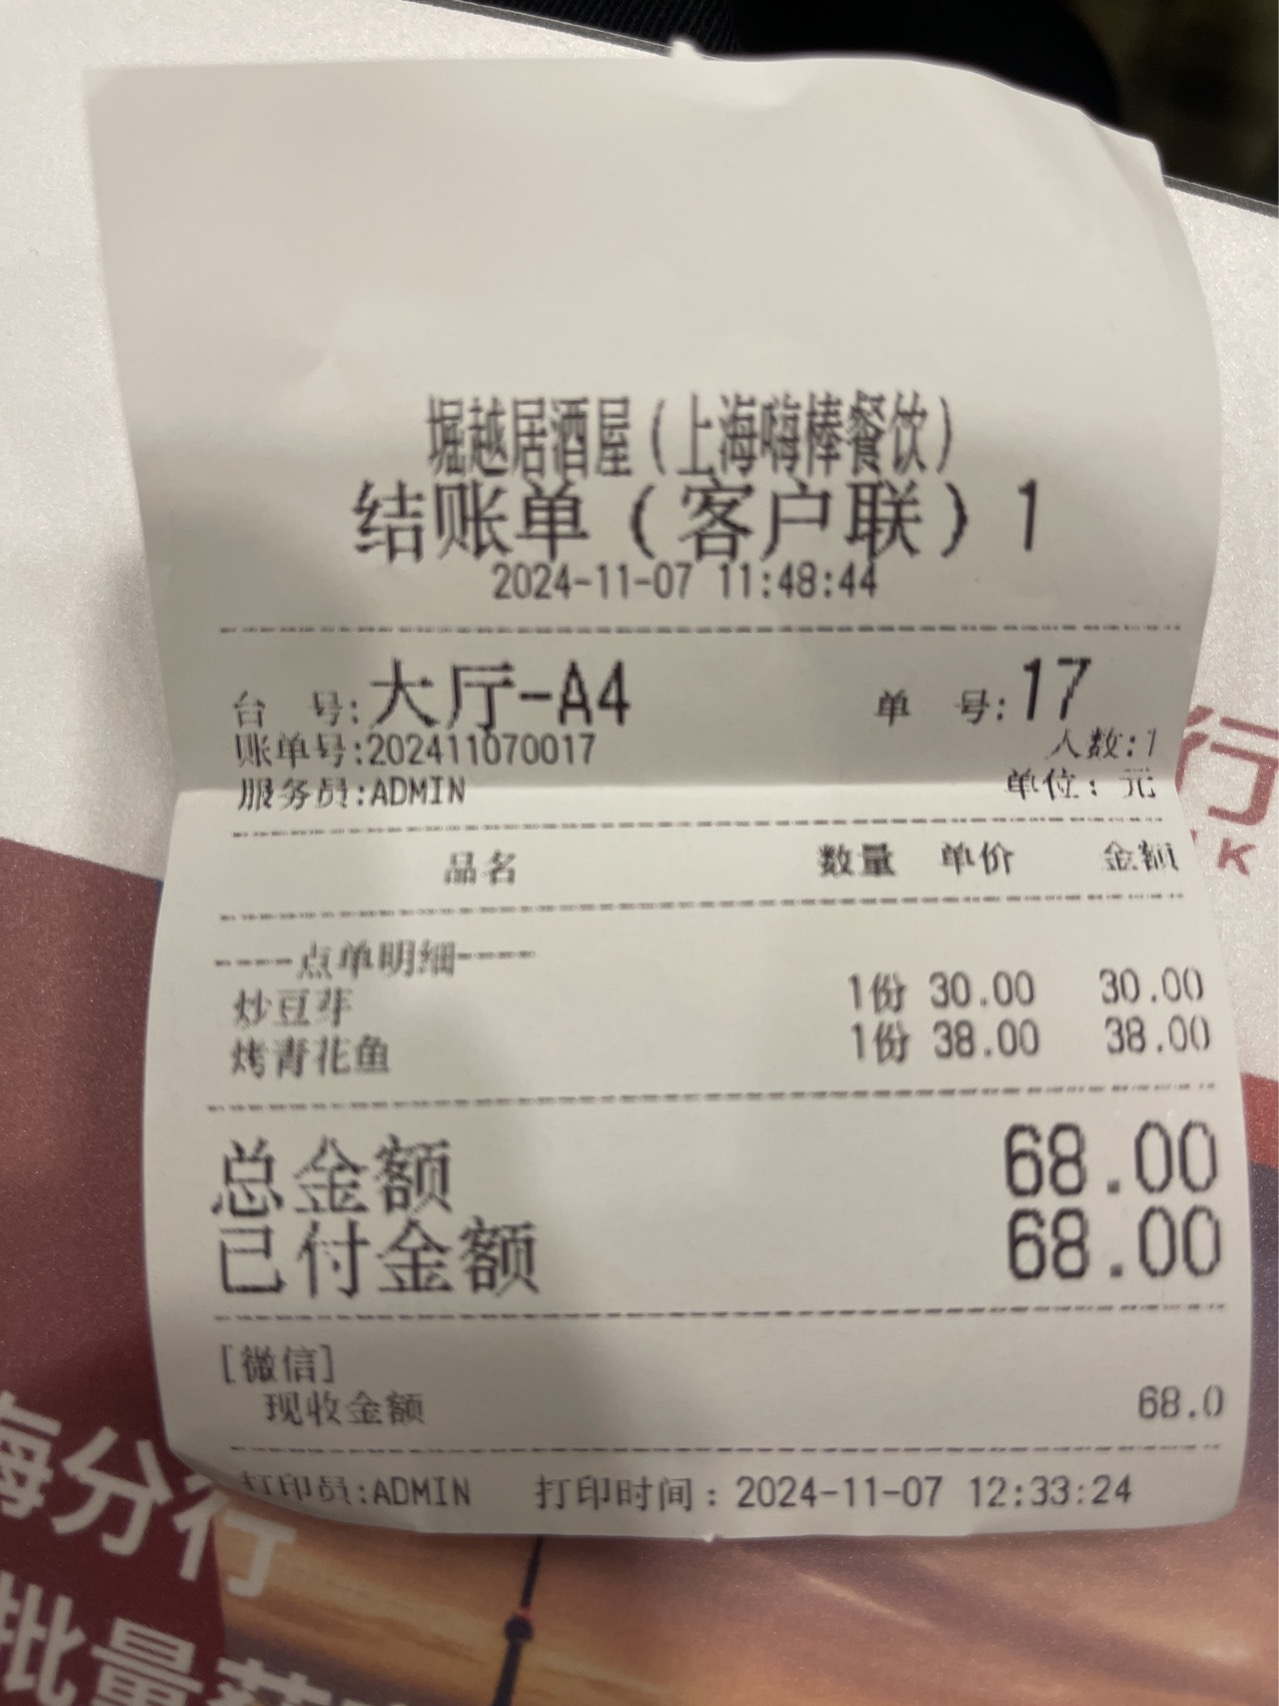 堀越居酒屋(上海嗨棒餐饮)
结账单(客户联)1
2024-11-07 11:48:44
台 号:大厅-A4 单 号:17
账单号:202411070017 人数:1
服务员:ADMIN 单位:元
品名 数量 单价 金额
----点单明细----
炒豆芽 1份 30.00 30.00
烤青花鱼 1份 38.00 38.00
总金额 68.00
已付金额 68.00
[微信]
现收金额 68.0
打印员:ADMIN 打印时间:2024-11-07 12:33:24
行
K
海分行
批量获